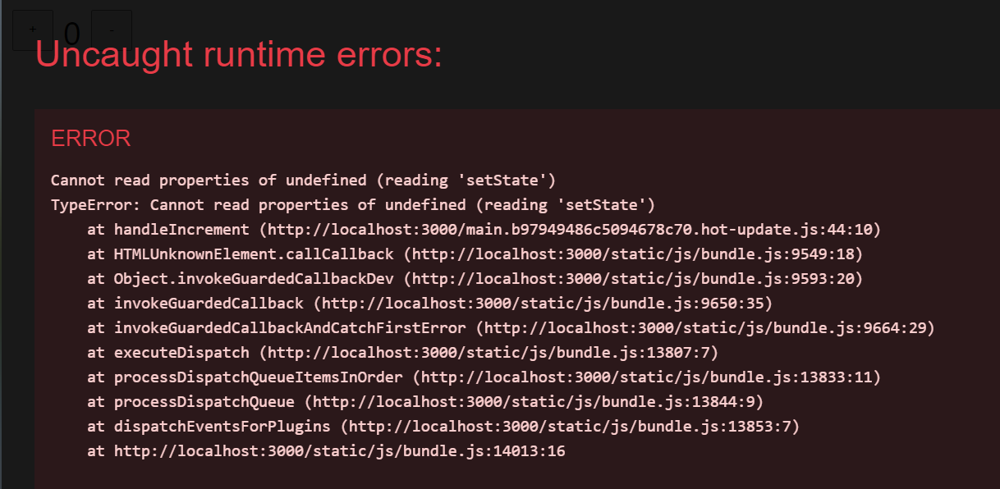 + 0 -
Uncaught runtime errors:
ERROR
Cannot read properties of undefined (reading 'setState')
TypeError: Cannot read properties of undefined (reading 'setState')
at handleIncrement (http://localhost:3000/main.b97949486c5094678c70.hot-update.js:44:10)
at HTMLUnknownElement.callCallback (http://localhost:3000/static/js/bundle.js:9549:18)
at Object.invokeGuardedCallbackDev (http://localhost:3000/static/js/bundle.js:9593:20)
at invokeGuardedCallback (http://localhost:3000/static/js/bundle.js:9650:35)
at invokeGuardedCallbackAndCatchFirstError (http://localhost:3000/static/js/bundle.js:9664:29)
at executeDispatch (http://localhost:3000/static/js/bundle.js:13807:7)
at processDispatchQueueItemsInOrder (http://localhost:3000/static/js/bundle.js:13833:11)
at processDispatchQueue (http://localhost:3000/static/js/bundle.js:13844:9)
at dispatchEventsForPlugins (http://localhost:3000/static/js/bundle.js:13853:7)
at http://localhost:3000/static/js/bundle.js:14013:16